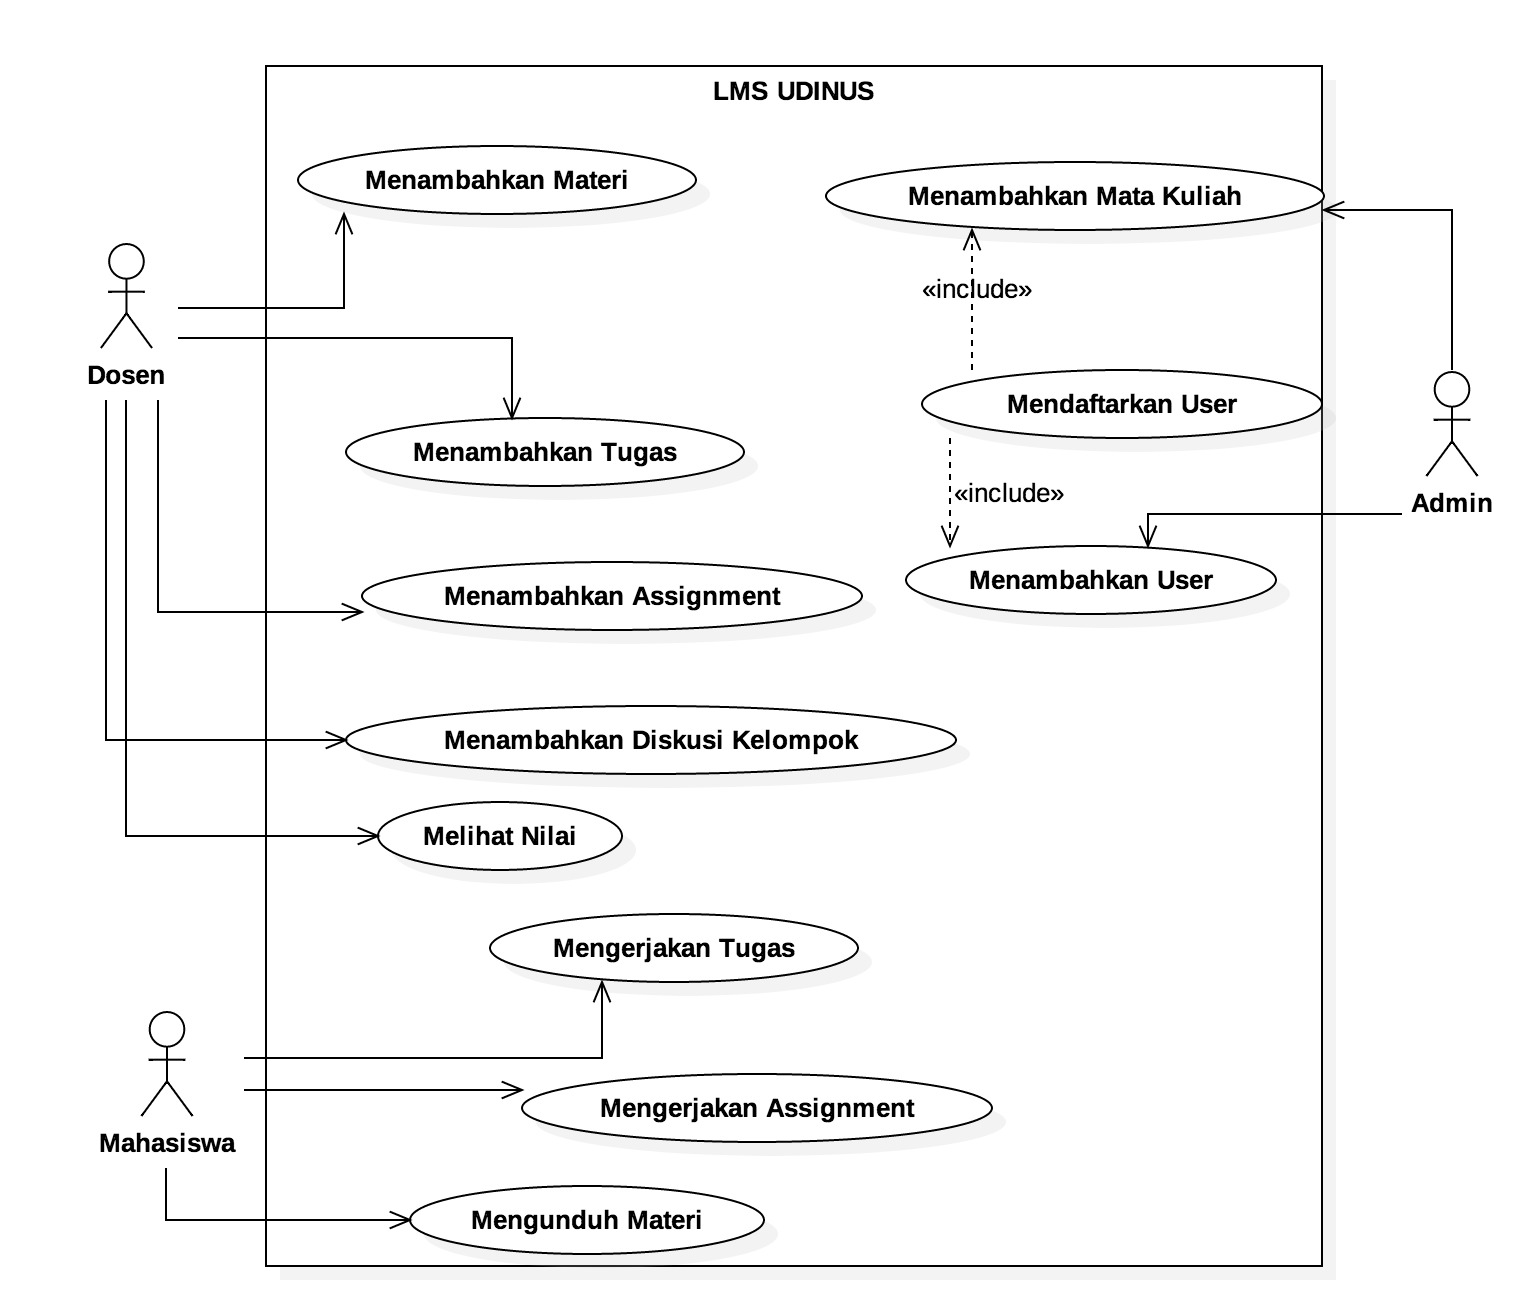 LMS UDINUS
Menambahkan Materi
Menambahkan Mata Kuliah
«include»
Dosen
Mendaftarkan User
Menambahkan Tugas
«include»
Admin
Menambahkan User
Menambahkan Assignment
Menambahkan Diskusi Kelompok
Melihat Nilai
Mengerjakan Tugas
Mengerjakan Assignment
Mahasiswa
Mengunduh Materi